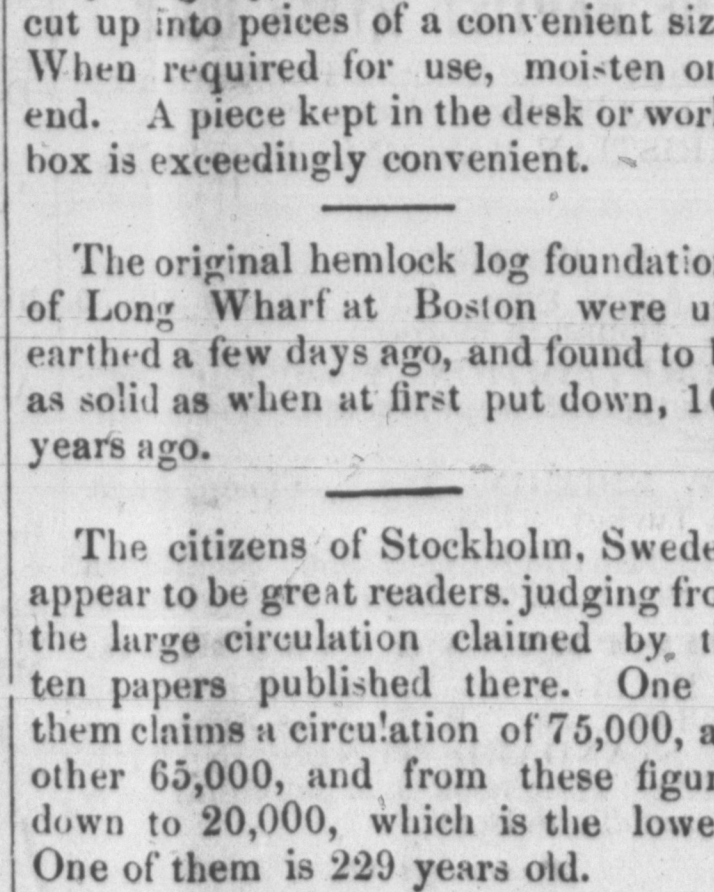 cut up into peices of a convenient siz
When required for use, moisten on
end. A piece kept in the desk or work
box is exceedingly convenient.
The original hemlock log foundatio
of Long Wharf at Boston were u
earthed a few days ago, and found to b
as solid as when at first put down, 16
years ago.
The citizens of Stockholm, Swede
appear to be great readers. judging fro
the large circulation claimed by t
ten papers published there. One
them claims a circulation of 75,000, a
other 65,000, and from these figur
down to 20,000, which is the lowe
One of them is 229 years old.